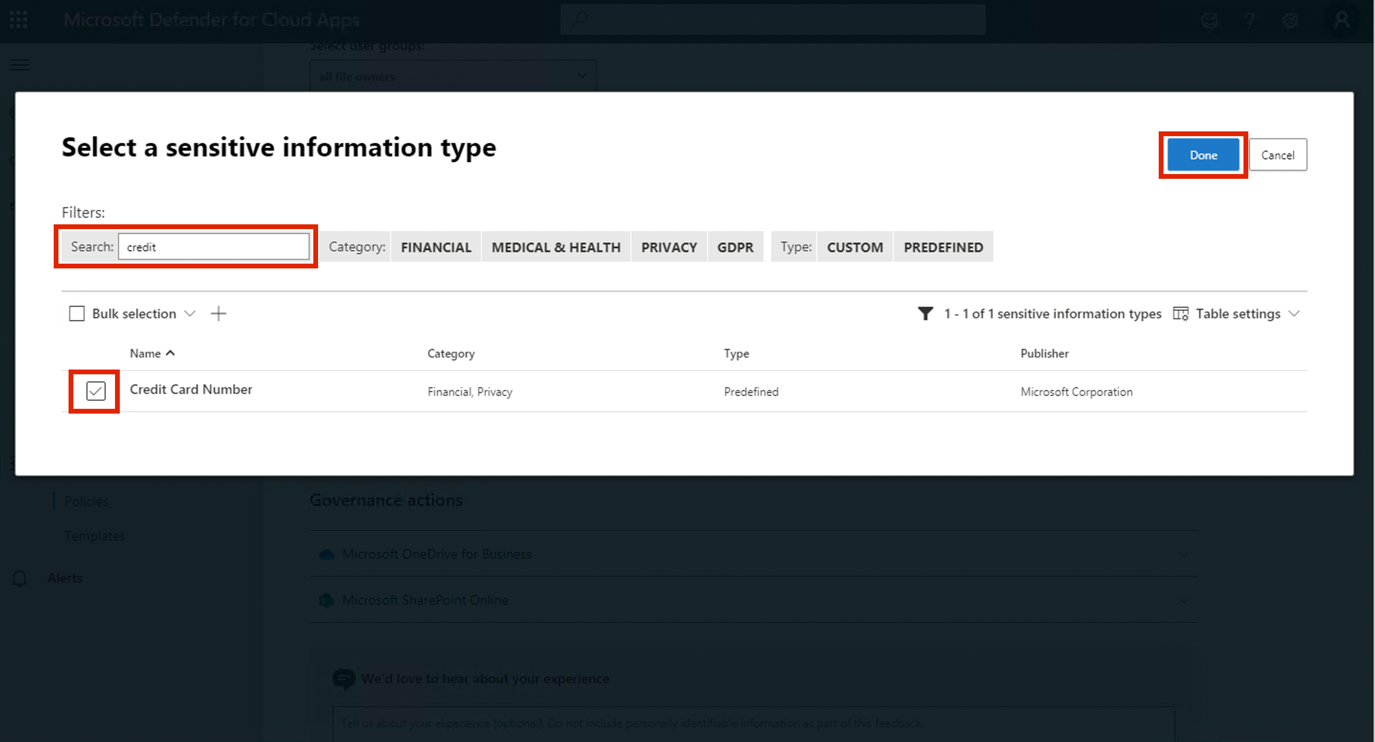 Microsoft Defender for Cloud Apps
Select user groups:
all file owners
Select a sensitive information type
Done
Cancel
Filters:
Search: credit
Category: FINANCIAL MEDICAL & HEALTH PRIVACY GDPR Type: CUSTOM PREDEFINED
Bulk selection
1 - 1 of 1 sensitive information types Table settings
Name Category Type Publisher
Credit Card Number Financial, Privacy Predefined Microsoft Corporation
Policies
Governance actions
Templates
Microsoft OneDrive for Business
Alerts
Microsoft SharePoint Online
We'd love to hear about your experience
Tell us about your experience (optional). Do not include personally identifiable information as part of this feedback.